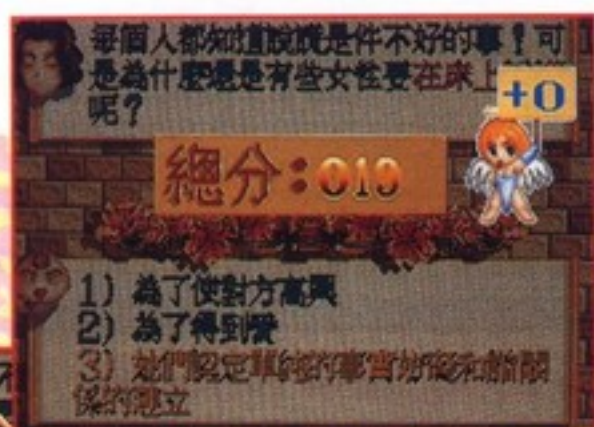 每個人都知道說謊是件不好的事!可
是為什麼還是有些女性要在床上
呢?
+0
總分:019
1) 為了使對方高興
2) 為了得到愛
3) 她們認定單純的事實妨礙和諧關
係的建立